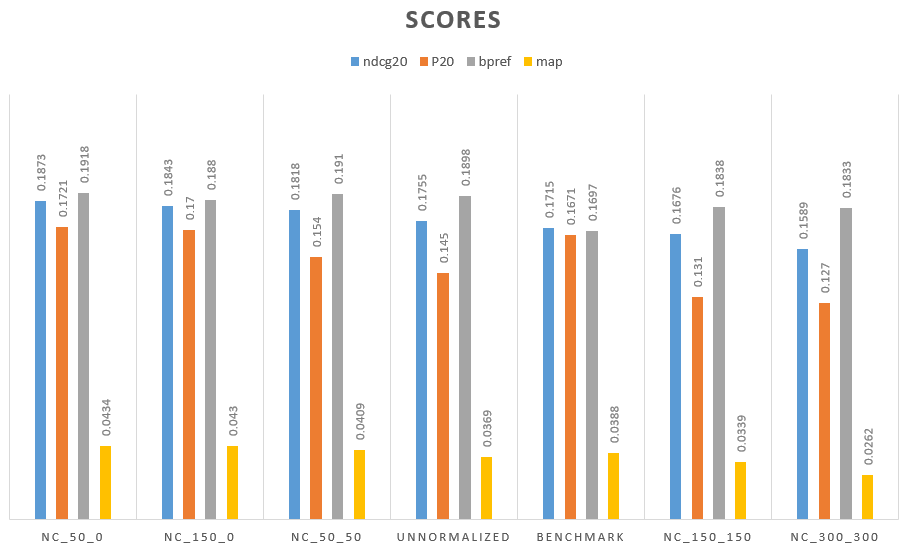 SCORES
ndcg20 P20 bpref map
0.1873 0.1721 0.1918 0.0434
0.1843 0.17 0.188 0.043
0.1818 0.154 0.191 0.0409
0.1755 0.145 0.1898 0.0369
0.1715 0.1671 0.1697 0.0388
0.1676 0.131 0.1838 0.0339
0.1589 0.127 0.1833 0.0262
NC_50_0 NC_150_0 NC_50_50 UNNORMALIZED BENCHMARK NC_150_150 NC_300_300